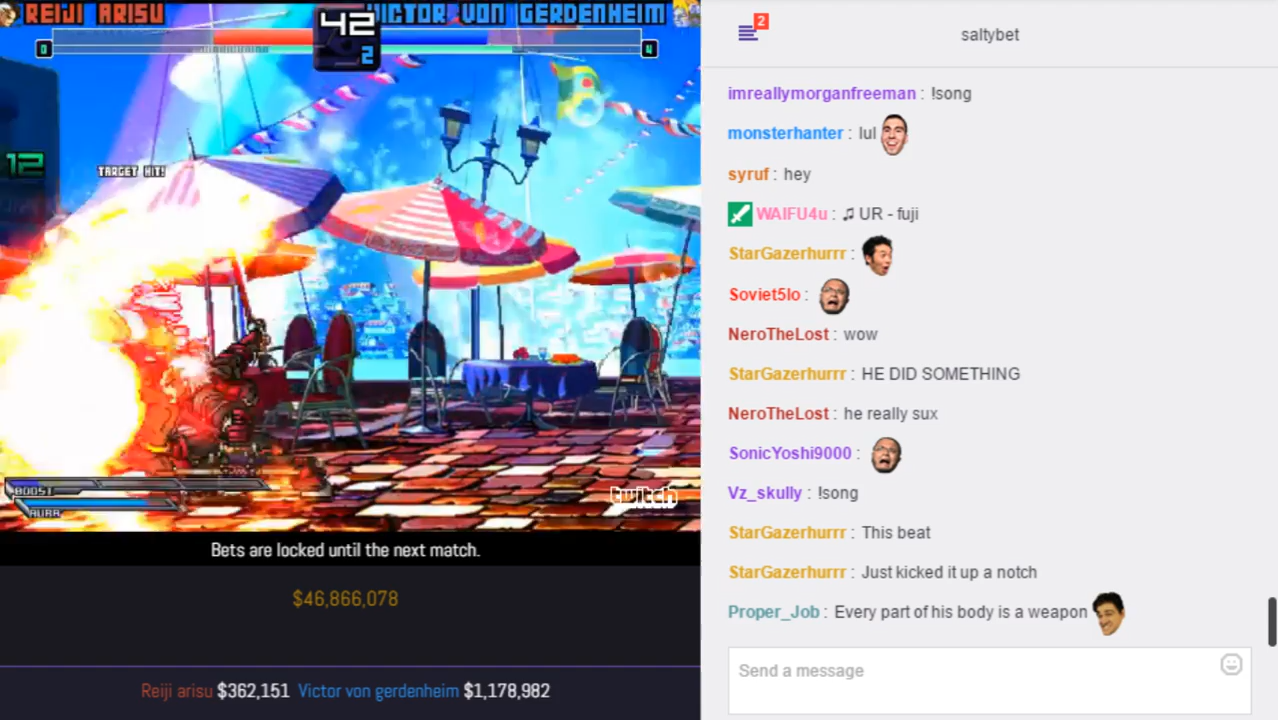 REIJI ARISU
42
VICTOR VON GERDENHEIM
0
2
4
12
TARGET HIT!
BOOST
AURA
twitch
Bets are locked until the next match.
$46,866,078
Reiji arisu $362,151 Victor von gerdenheim $1,178,982
2
saltybet
imreallymorganfreeman : !song
monsterhanter : lul
syruf : hey
WAIFU4u : ♫ UR - fuji
StarGazerhurrr :
Soviet5lo :
NeroTheLost : wow
StarGazerhurrr : HE DID SOMETHING
NeroTheLost : he really sux
SonicYoshi9000 :
Vz_skully : !song
StarGazerhurrr : This beat
StarGazerhurrr : Just kicked it up a notch
Proper_Job : Every part of his body is a weapon
Send a message